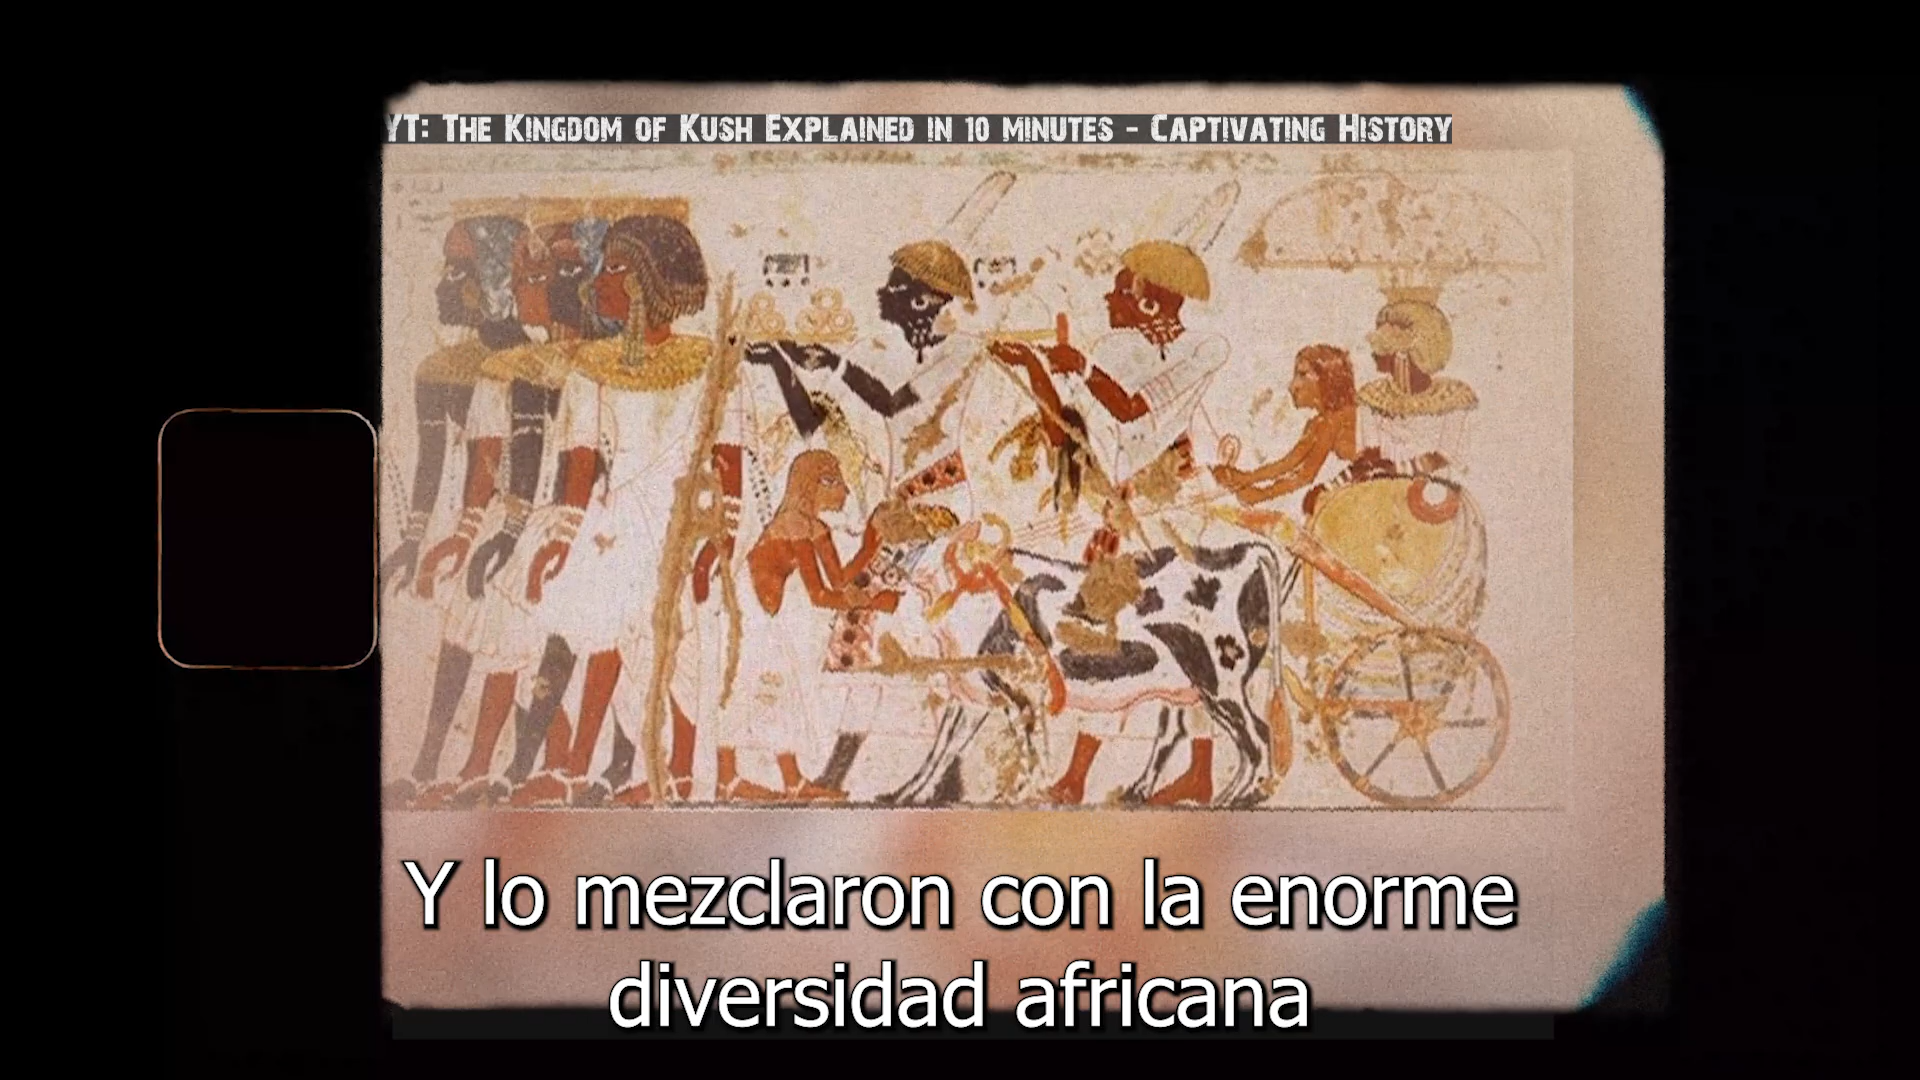 YT: The Kingdom of Kush Explained in 10 minutes - Captivating History
Y lo mezclaron con la enorme
diversidad africana